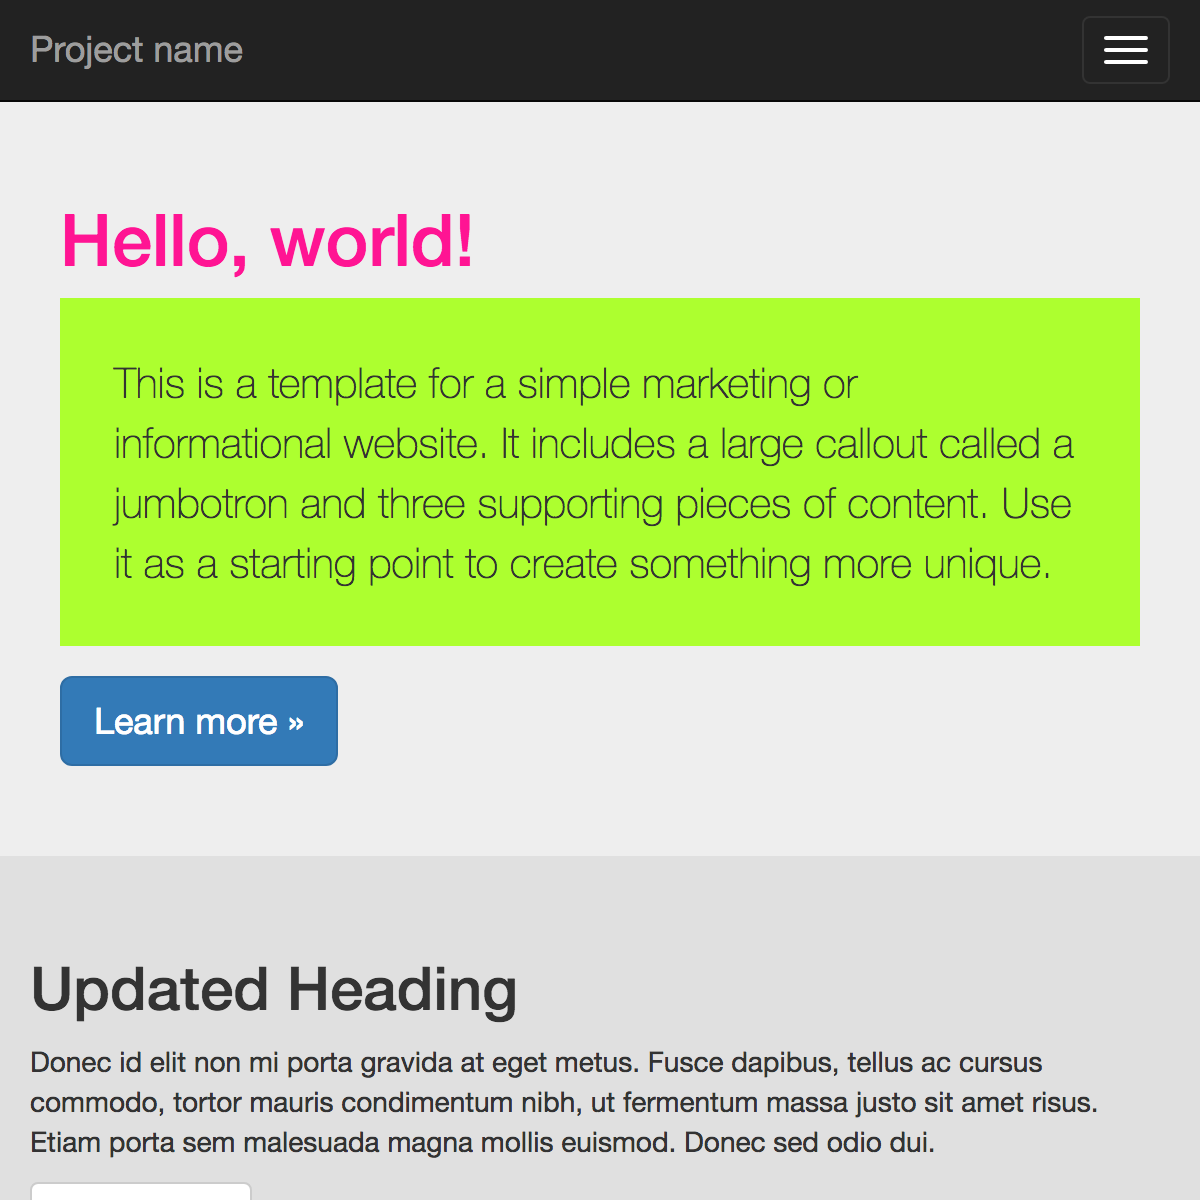 Project name
Hello, world!
This is a template for a simple marketing or
informational website. It includes a large callout called a
jumbotron and three supporting pieces of content. Use
it as a starting point to create something more unique.
Learn more »
Updated Heading
Donec id elit non mi porta gravida at eget metus. Fusce dapibus, tellus ac cursus
commodo, tortor mauris condimentum nibh, ut fermentum massa justo sit amet risus.
Etiam porta sem malesuada magna mollis euismod. Donec sed odio dui.